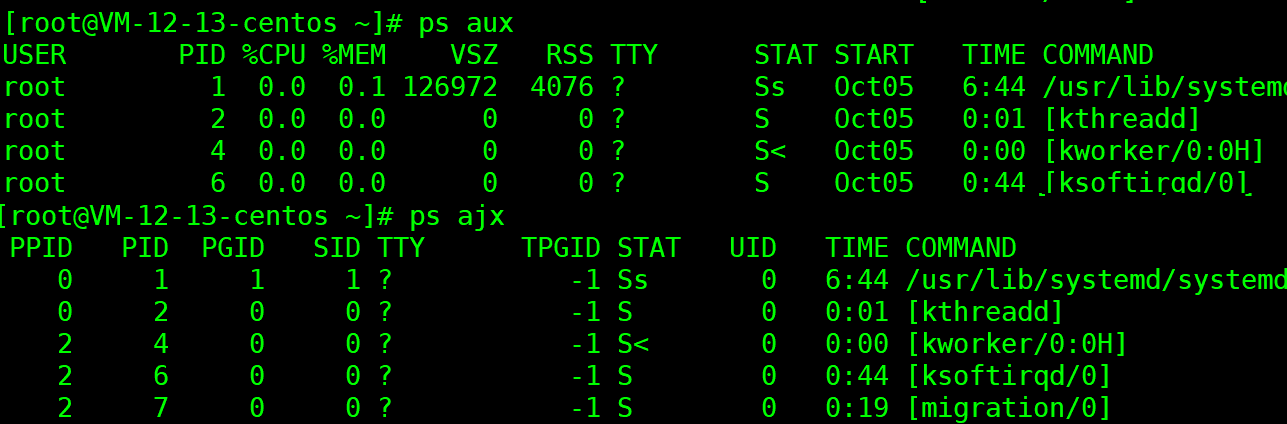 [root@VM-12-13-centos ~]# ps aux
USER       PID %CPU %MEM    VSZ   RSS TTY      STAT START   TIME COMMAND
root         1  0.0  0.1 126972  4076 ?        Ss   Oct05   6:44 /usr/lib/systemd
root         2  0.0  0.0      0     0 ?        S    Oct05   0:01 [kthreadd]
root         4  0.0  0.0      0     0 ?        S<   Oct05   0:00 [kworker/0:0H]
root         6  0.0  0.0      0     0 ?        S    Oct05   0:44 [ksoftirqd/0]
[root@VM-12-13-centos ~]# ps ajx
 PPID   PID  PGID   SID TTY      TPGID STAT   UID   TIME COMMAND
    0     1     1     1 ?           -1 Ss       0   6:44 /usr/lib/systemd/systemd
    0     2     0     0 ?           -1 S        0   0:01 [kthreadd]
    2     4     0     0 ?           -1 S<       0   0:00 [kworker/0:0H]
    2     6     0     0 ?           -1 S        0   0:44 [ksoftirqd/0]
    2     7     0     0 ?           -1 S        0   0:19 [migration/0]